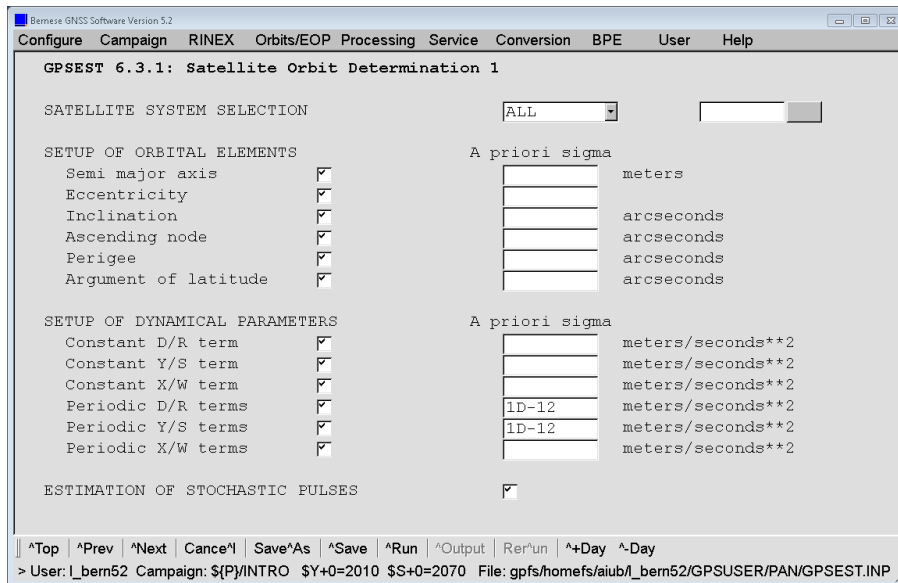 Bernese GNSS Software Version 5.2
Configure Campaign RINEX Orbits/EOP Processing Service Conversion BPE User Help
GPSEST 6.3.1: Satellite Orbit Determination 1
SATELLITE SYSTEM SELECTION ALL
SETUP OF ORBITAL ELEMENTS A priori sigma
Semi major axis meters
Eccentricity
Inclination arcseconds
Ascending node arcseconds
Perigee arcseconds
Argument of latitude arcseconds
SETUP OF DYNAMICAL PARAMETERS A priori sigma
Constant D/R term meters/seconds**2
Constant Y/S term meters/seconds**2
Constant X/W term meters/seconds**2
Periodic D/R terms 1D-12 meters/seconds**2
Periodic Y/S terms 1D-12 meters/seconds**2
Periodic X/W terms meters/seconds**2
ESTIMATION OF STOCHASTIC PULSES
^Top ^Prev ^Next Cance^l Save^As ^Save ^Run ^Output Rer^un ^+Day ^-Day
> User: l_bern52 Campaign: ${P}/INTRO $Y+0=2010 $S+0=2070 File: gpfs/homefs/aiub/l_bern52/GPSUSER/PAN/GPSEST.INP